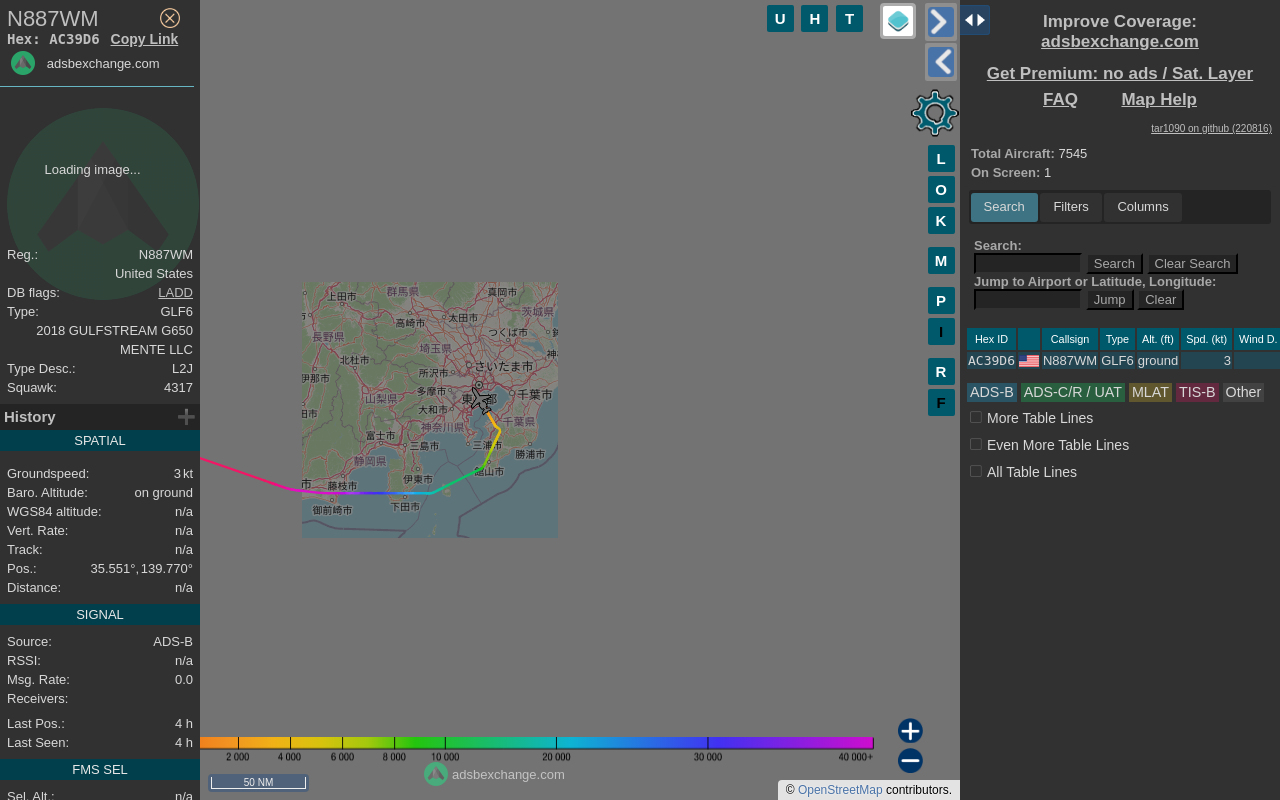 N887WM
Hex: AC39D6 Copy Link
adsbexchange.com
Loading image...
Reg.: N887WM
United States
DB flags: LADD
Type: GLF6
2018 GULFSTREAM G650
MENTE LLC
Type Desc.: L2J
Squawk: 4317
History
SPATIAL
Groundspeed: 3 kt
Baro. Altitude: on ground
WGS84 altitude: n/a
Vert. Rate: n/a
Track: n/a
Pos.: 35.551°, 139.770°
Distance: n/a
SIGNAL
Source: ADS-B
RSSI: n/a
Msg. Rate: 0.0
Receivers:
Last Pos.: 4 h
Last Seen: 4 h
FMS SEL
Sel. Alt.: n/a
U H T
L
O
K
M
P
I
R
F
上田市
群馬県
真岡市
茨城県
高崎市
太田市
つくば市
長野県
埼玉県
北杜市
さいたま市
所沢市
伊那市
多摩市
千葉市
山梨県
大和市
神奈川県
千葉県
富士市
三島市
三浦市
勝浦市
静岡県
館山市
伊東市
藤枝市
下田市
御前崎市
2 000 4 000 6 000 8 000 10 000 20 000 30 000 40 000+
50 NM
adsbexchange.com
© OpenStreetMap contributors.
Improve Coverage:
adsbexchange.com
Get Premium: no ads / Sat. Layer
FAQ Map Help
tar1090 on github (220816)
Total Aircraft: 7545
On Screen: 1
Search Filters Columns
Search:
Search Clear Search
Jump to Airport or Latitude, Longitude:
Jump Clear
Hex ID Callsign Type Alt. (ft) Spd. (kt) Wind D.
AC39D6 N887WM GLF6 ground 3
ADS-B ADS-C/R / UAT MLAT TIS-B Other
More Table Lines
Even More Table Lines
All Table Lines